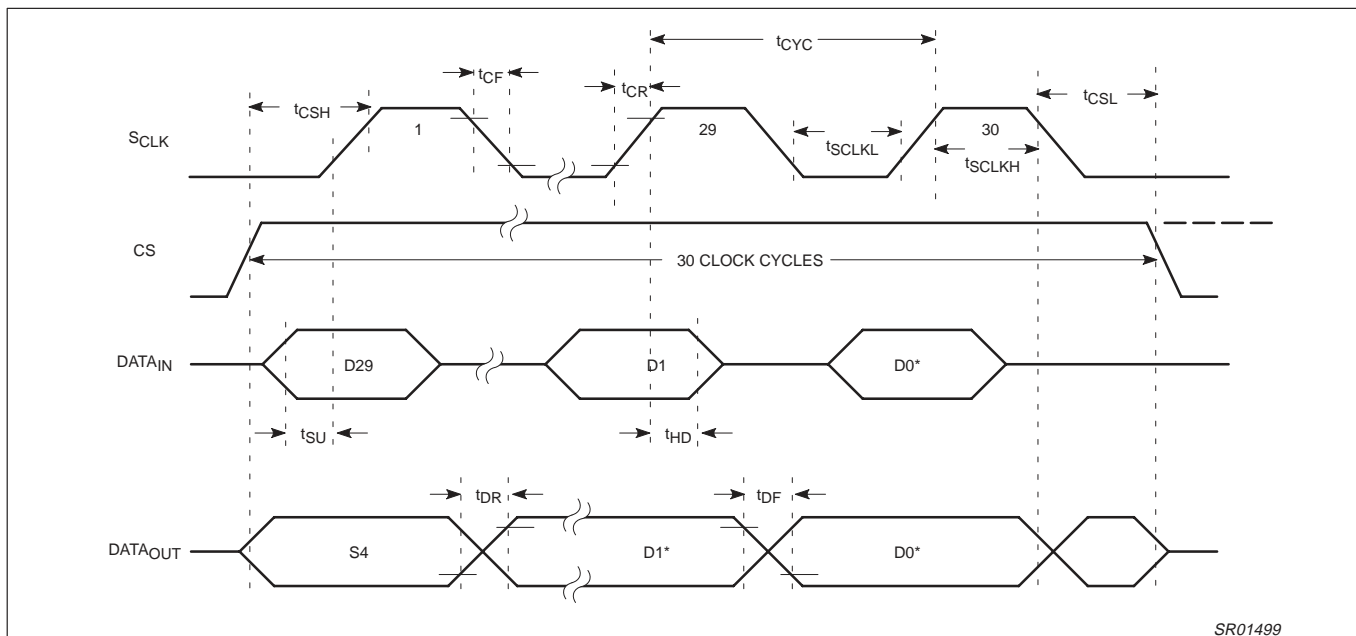 tCYC
tCF
tCR
tCSH
tCSL
SCLK
1
29
30
tSCLKL
tSCLKH
CS
30 CLOCK CYCLES
DATAIN
D29
D1
D0*
tSU
tHD
tDR
tDF
DATAOUT
S4
D1*
D0*
SR01499